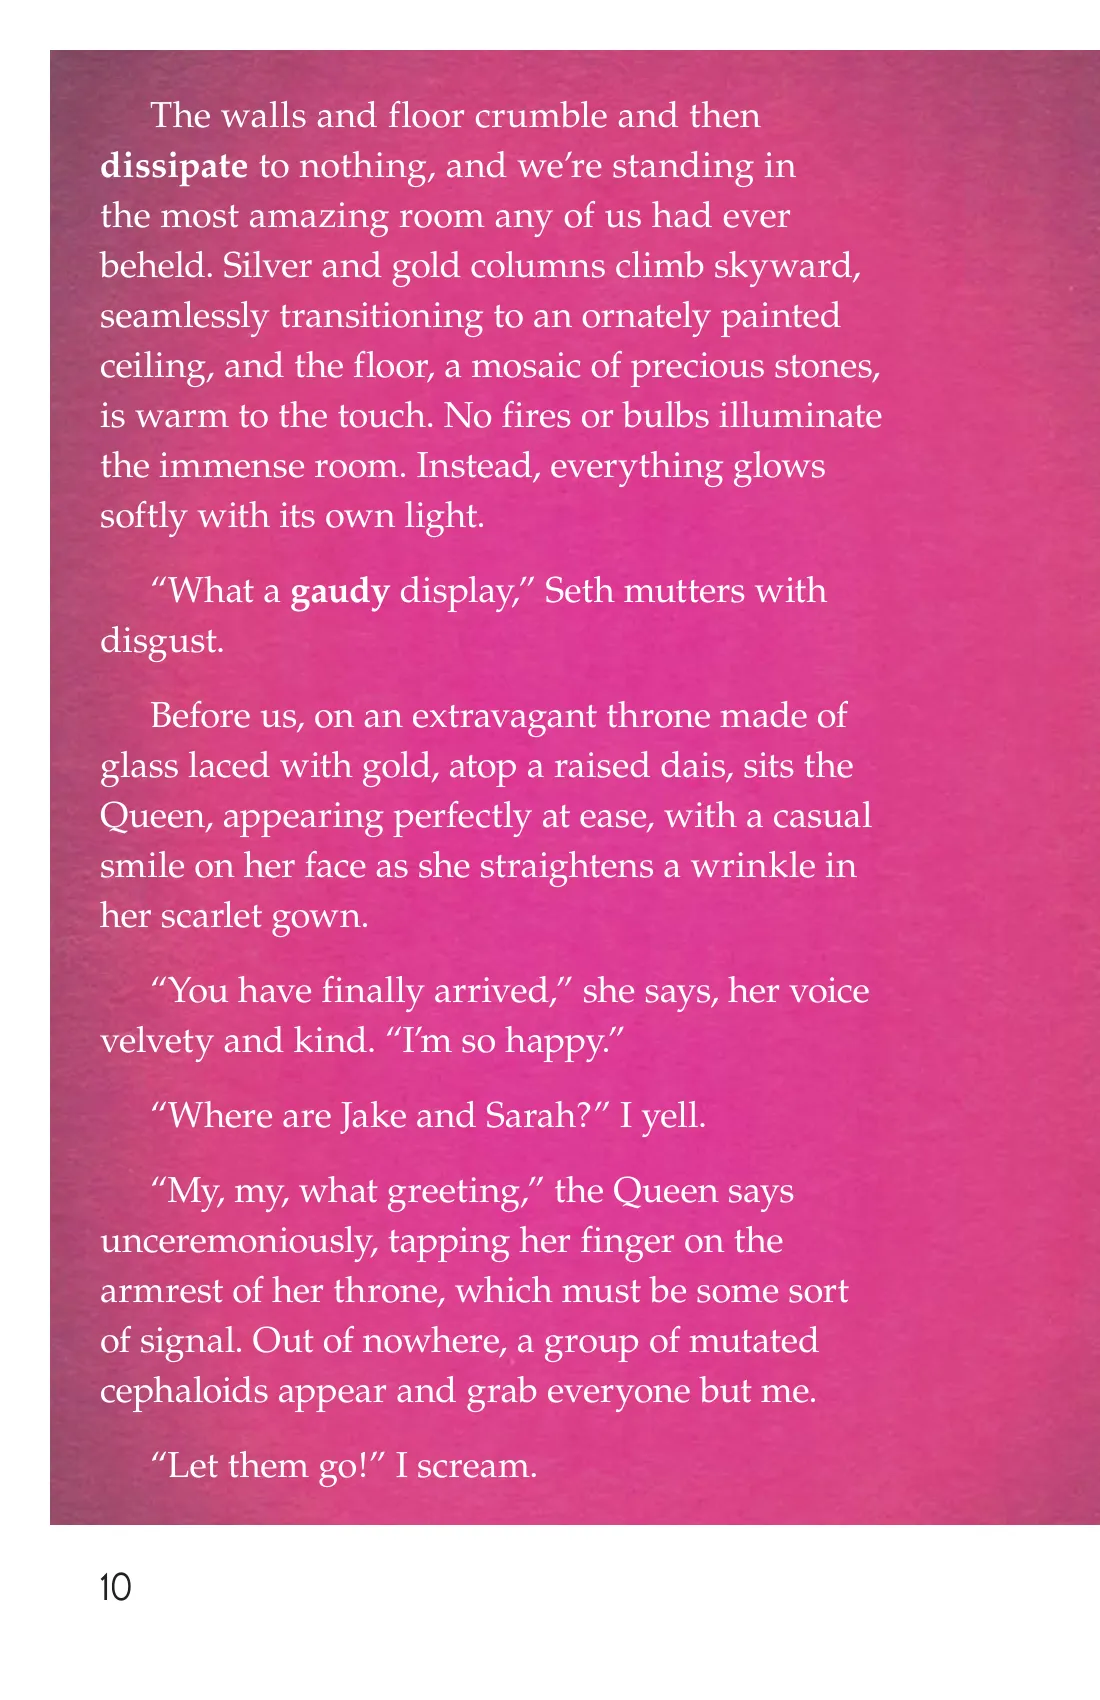 The walls and floor crumble and then
dissipate to nothing, and we’re standing in
the most amazing room any of us had ever
beheld. Silver and gold columns climb skyward,
seamlessly transitioning to an ornately painted
ceiling, and the floor, a mosaic of precious stones,
is warm to the touch. No fires or bulbs illuminate
the immense room. Instead, everything glows
softly with its own light.
“What a gaudy display,” Seth mutters with
disgust.
Before us, on an extravagant throne made of
glass laced with gold, atop a raised dais, sits the
Queen, appearing perfectly at ease, with a casual
smile on her face as she straightens a wrinkle in
her scarlet gown.
“You have finally arrived,” she says, her voice
velvety and kind. “I’m so happy.”
“Where are Jake and Sarah?” I yell.
“My, my, what greeting,” the Queen says
unceremoniously, tapping her finger on the
armrest of her throne, which must be some sort
of signal. Out of nowhere, a group of mutated
cephaloids appear and grab everyone but me.
“Let them go!” I scream.
10